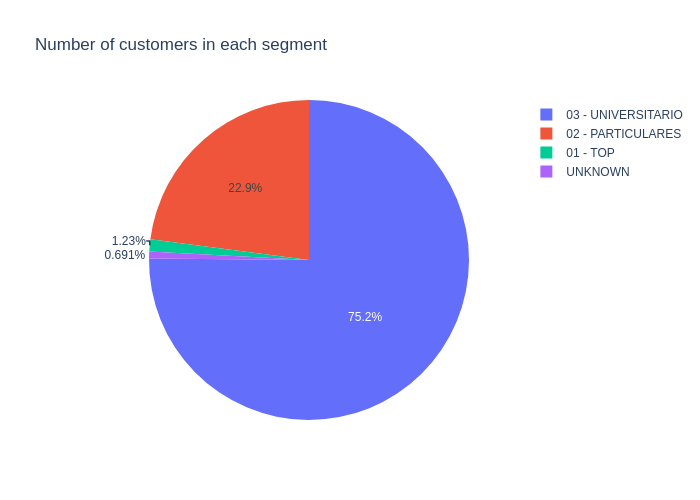 Number of customers in each segment
03 - UNIVERSITARIO
02 - PARTICULARES
01 - TOP
UNKNOWN
22.9%
1.23%
0.691%
75.2%